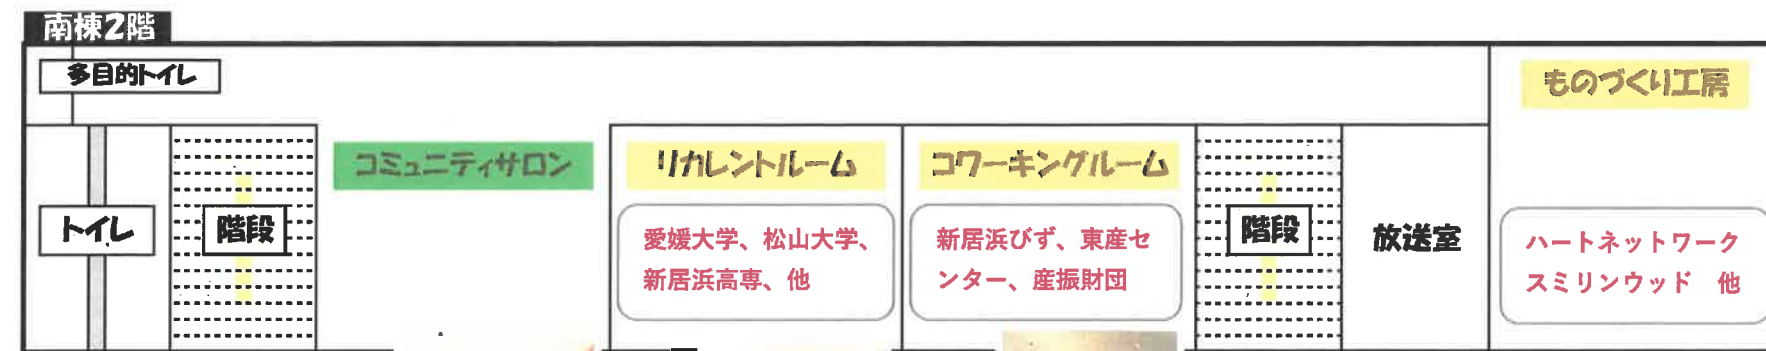 南棟2階
多目的トイレ
ものづくり工房
コミュニティサロン
リカレントルーム
コワーキングルーム
トイレ
階段
愛媛大学、松山大学、
新居浜高専、他
新居浜びず、東産セ
ンター、産振財団
階段
放送室
ハートネットワーク
スミリンウッド 他